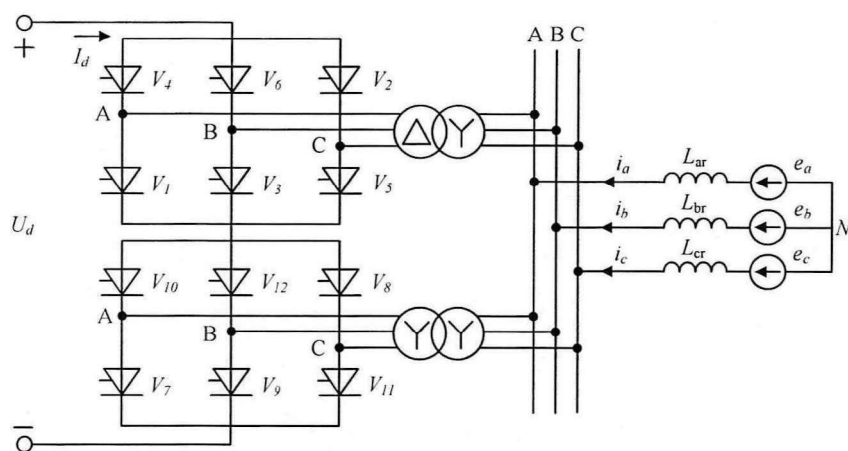 A B C
+
I_d
V_4
V_6
V_2
A
B
C
V_1
V_3
V_5
i_a
L_ar
e_a
U_d
i_b
L_br
e_b
N
i_c
L_cr
e_c
V_10
V_12
V_8
A
B
C
V_7
V_9
V_11
−